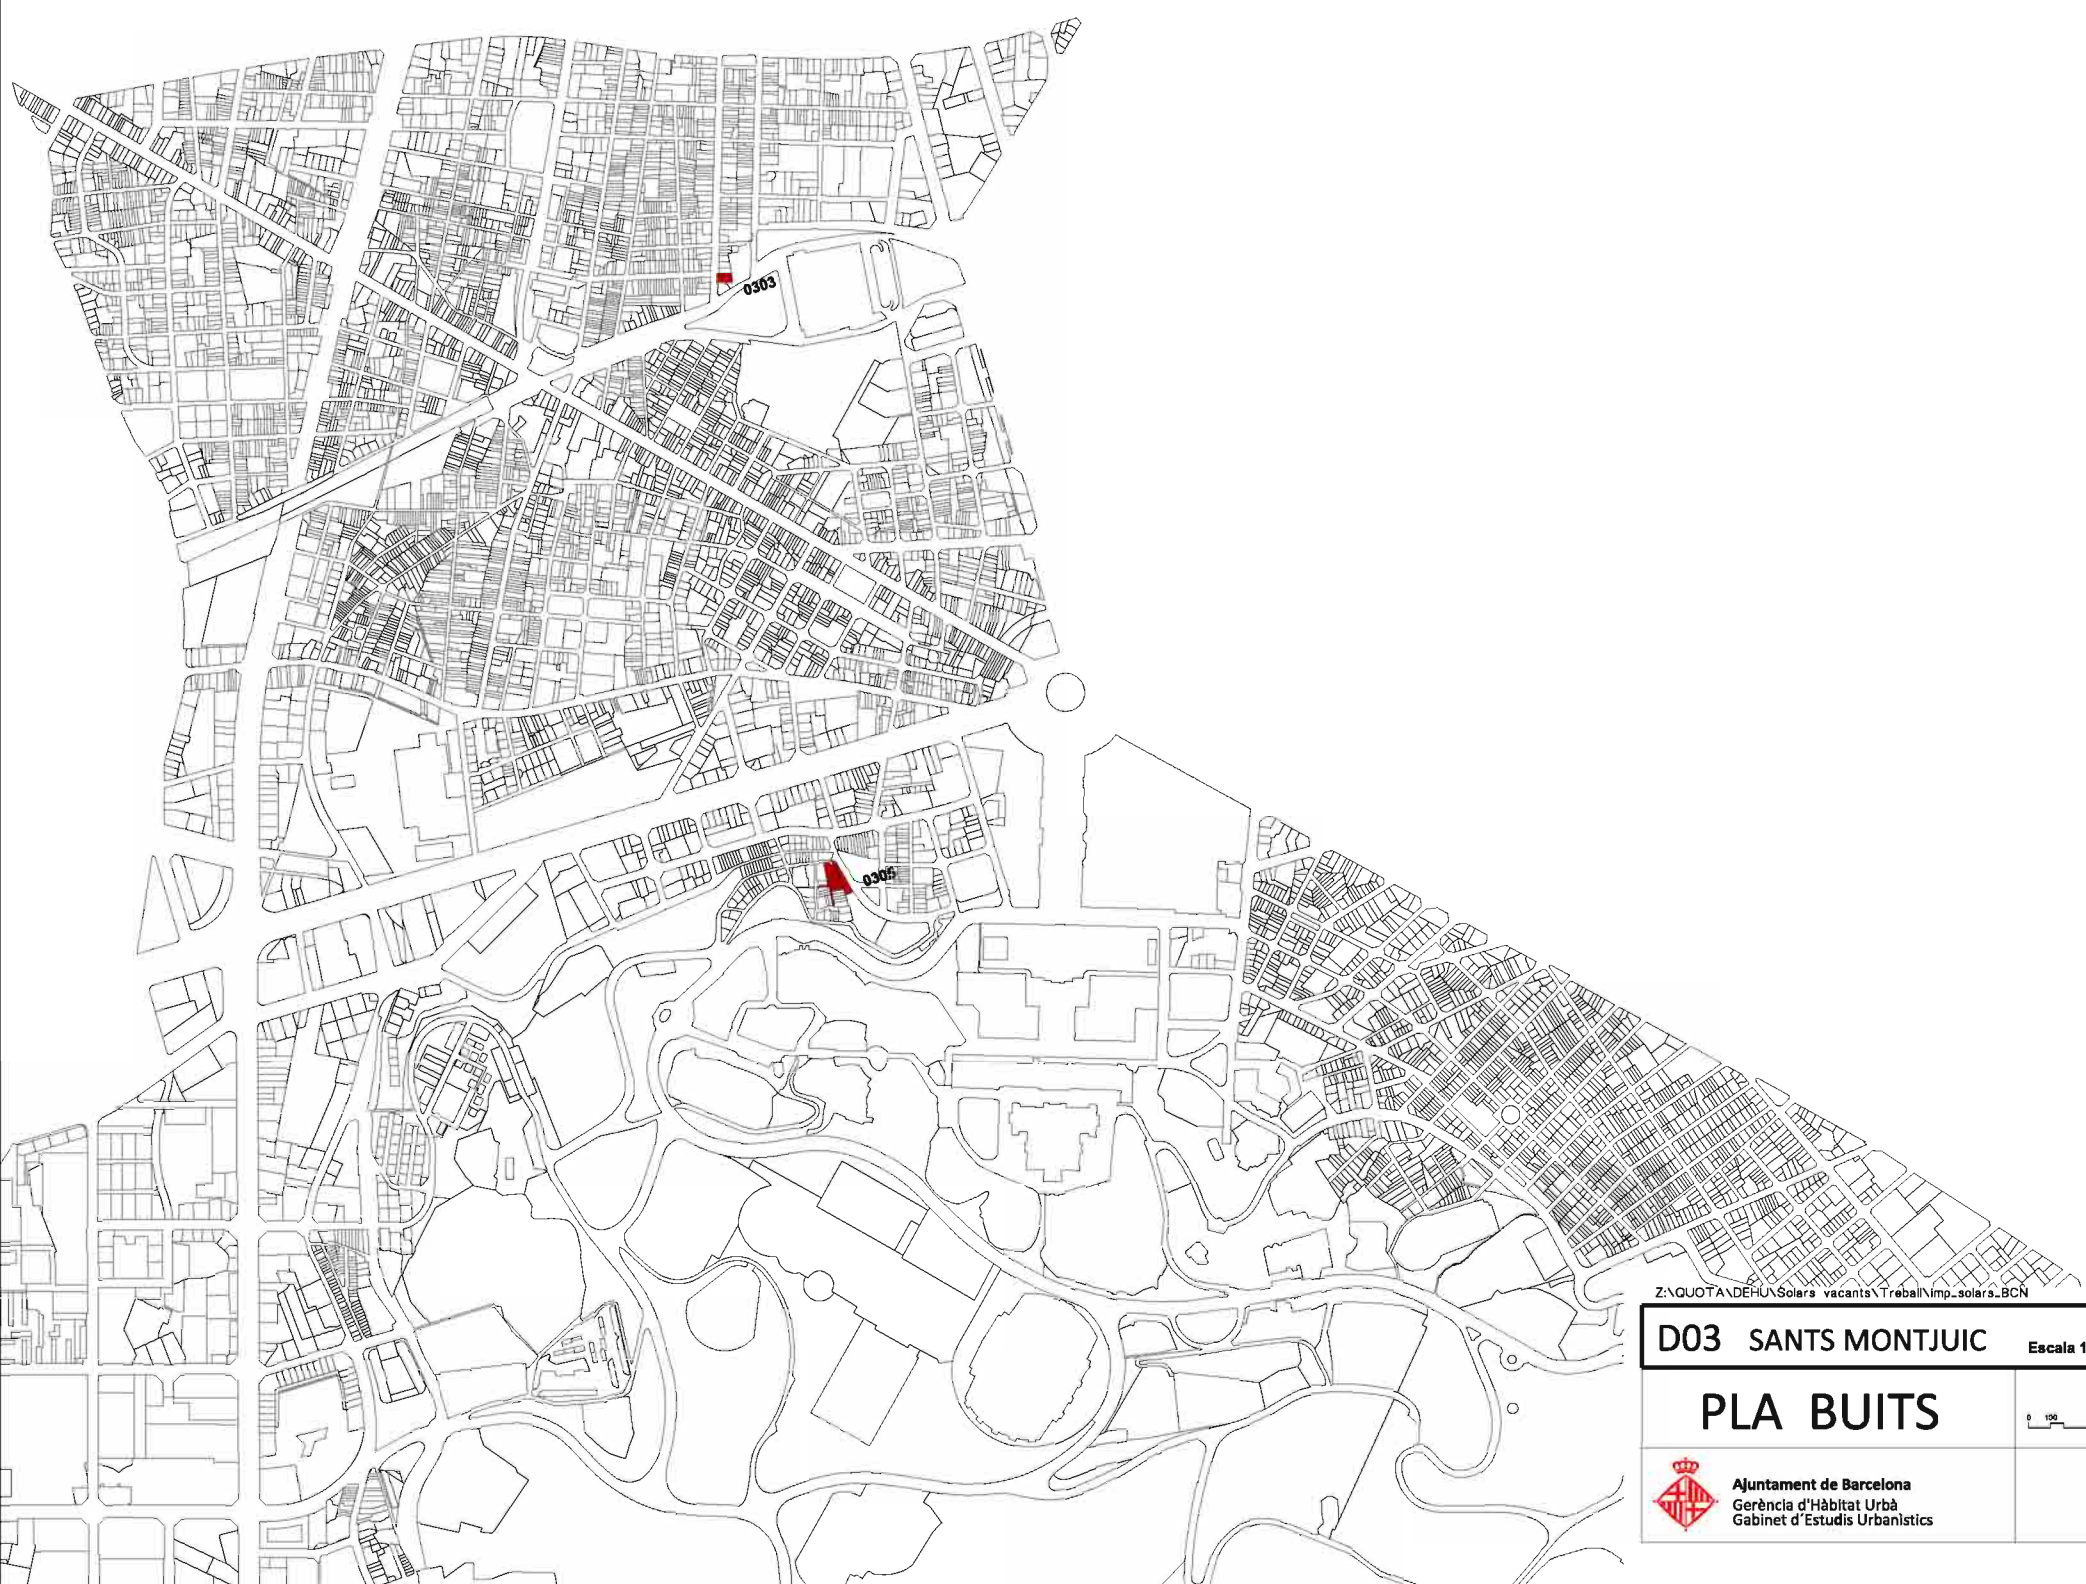 0303
0305
Z:\QUOTA\DEHU\Solars vacants\Treball\imp_solars_BCN
D03 SANTS MONTJUIC Escala 1
PLA BUITS
0 100
Ajuntament de Barcelona
Gerència d'Hàbitat Urbà
Gabinet d'Estudis Urbanístics